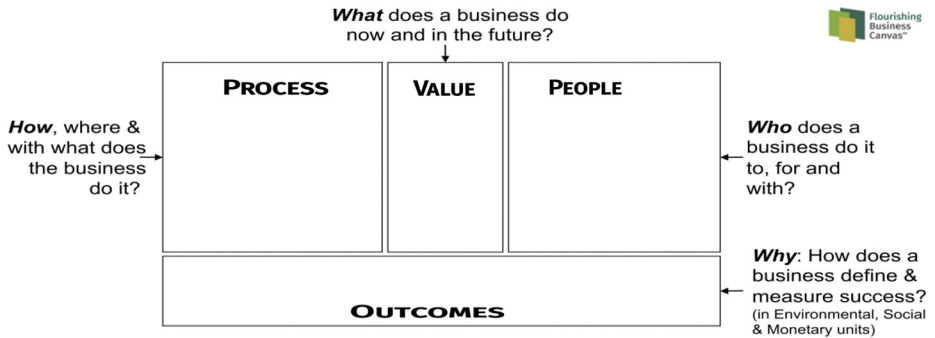 What does a business do
now and in the future?
Flourishing
Business
Canvas™
PROCESS
VALUE
PEOPLE
How, where &
with what does
the business
do it?
Who does a
business do it
to, for and
with?
Why: How does a
business define &
measure success?
(in Environmental, Social
& Monetary units)
OUTCOMES